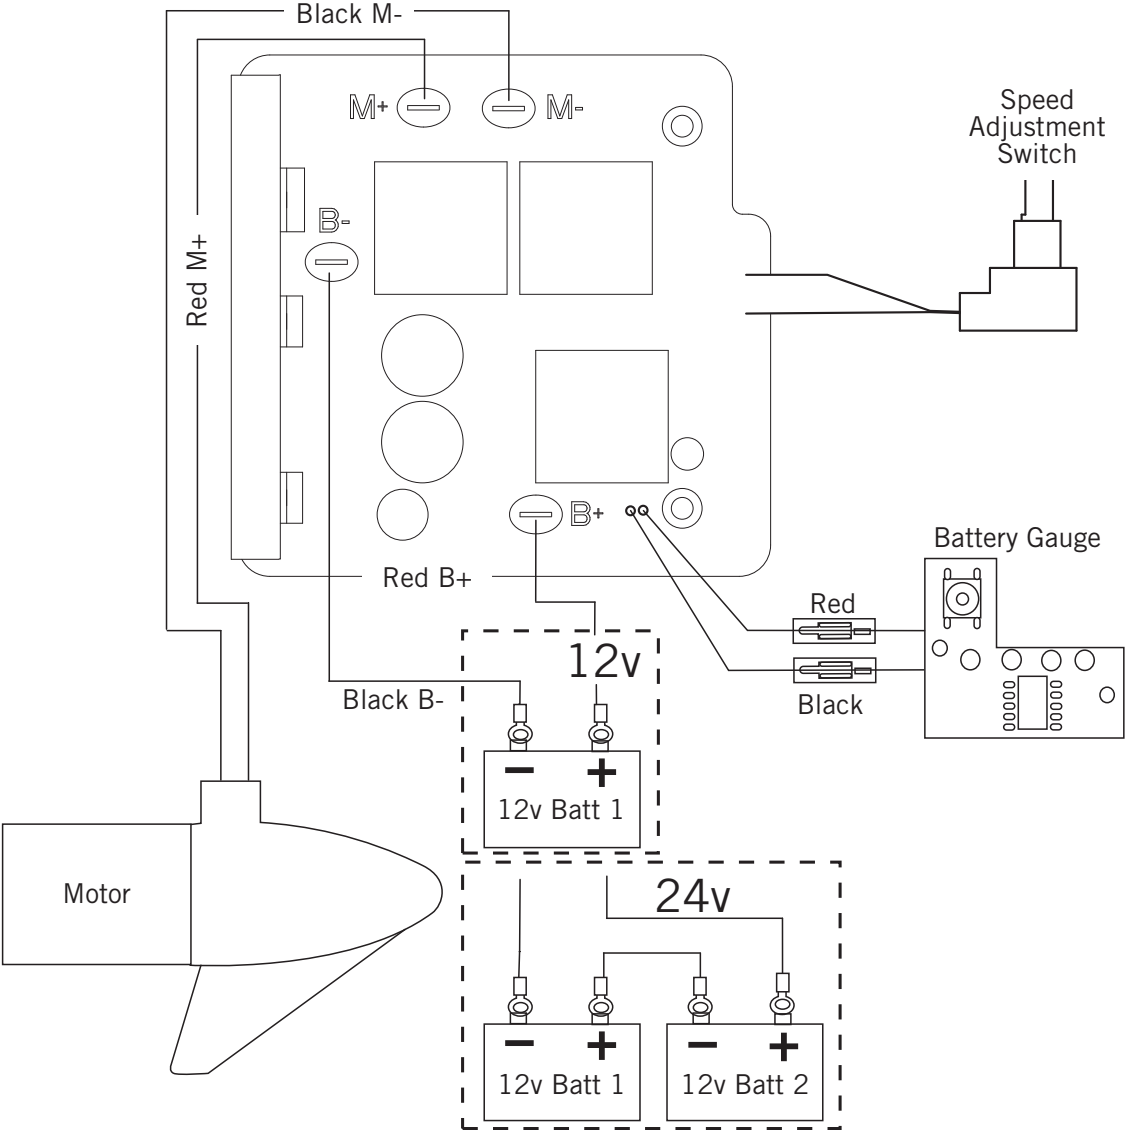 Black M-
M+
M-
Speed
Adjustment
Switch
B-
Red M+
B+
Battery Gauge
Red B+
Red
12v
Black B-
Black
- +
12v Batt 1
Motor
24v
- + - +
12v Batt 1
12v Batt 2